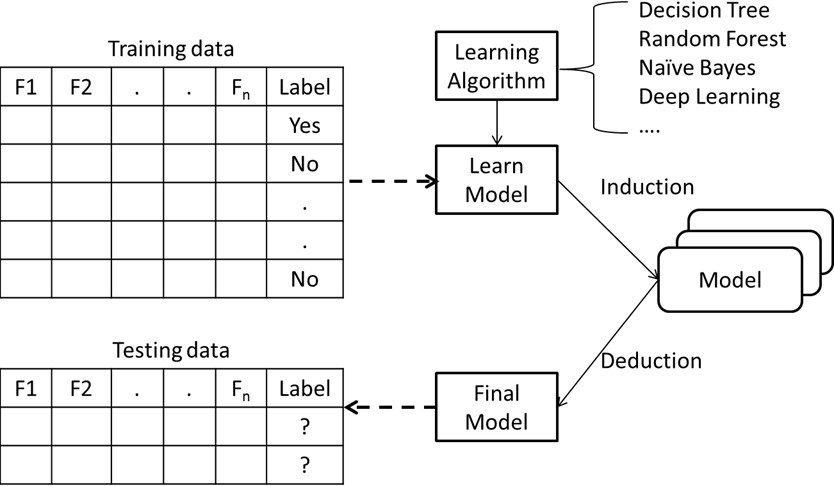 Training data
F1 F2 . . Fn Label
Yes
No
.
.
No
Learning
Algorithm
Decision Tree
Random Forest
Naïve Bayes
Deep Learning
....
Learn
Model
Induction
Model
Deduction
Final
Model
Testing data
F1 F2 . . Fn Label
?
?